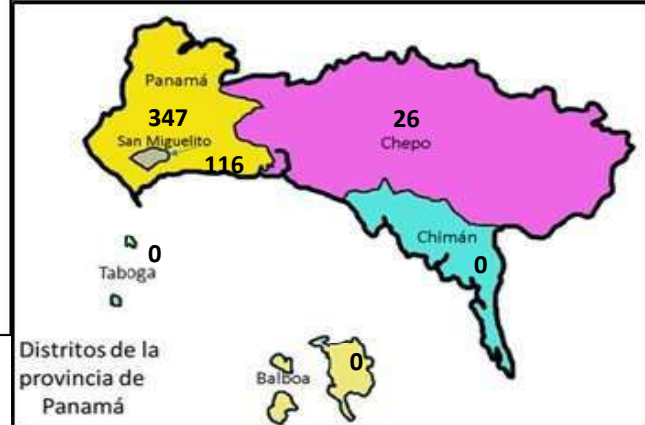 Panamá
347
San Miguelito
116
26
Chepo
Chimán
0
0
Taboga
Distritos de la
provincia de
Panamá
Balboa
0